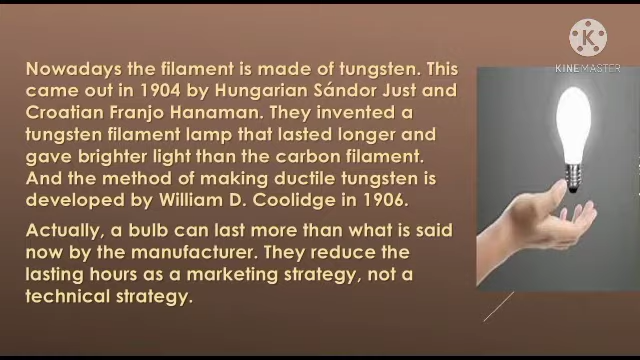 KINEMASTER
Nowadays the filament is made of tungsten. This
came out in 1904 by Hungarian Sándor Just and
Croatian Franjo Hanaman. They invented a
tungsten filament lamp that lasted longer and
gave brighter light than the carbon filament.
And the method of making ductile tungsten is
developed by William D. Coolidge in 1906.
Actually, a bulb can last more than what is said
now by the manufacturer. They reduce the
lasting hours as a marketing strategy, not a
technical strategy.